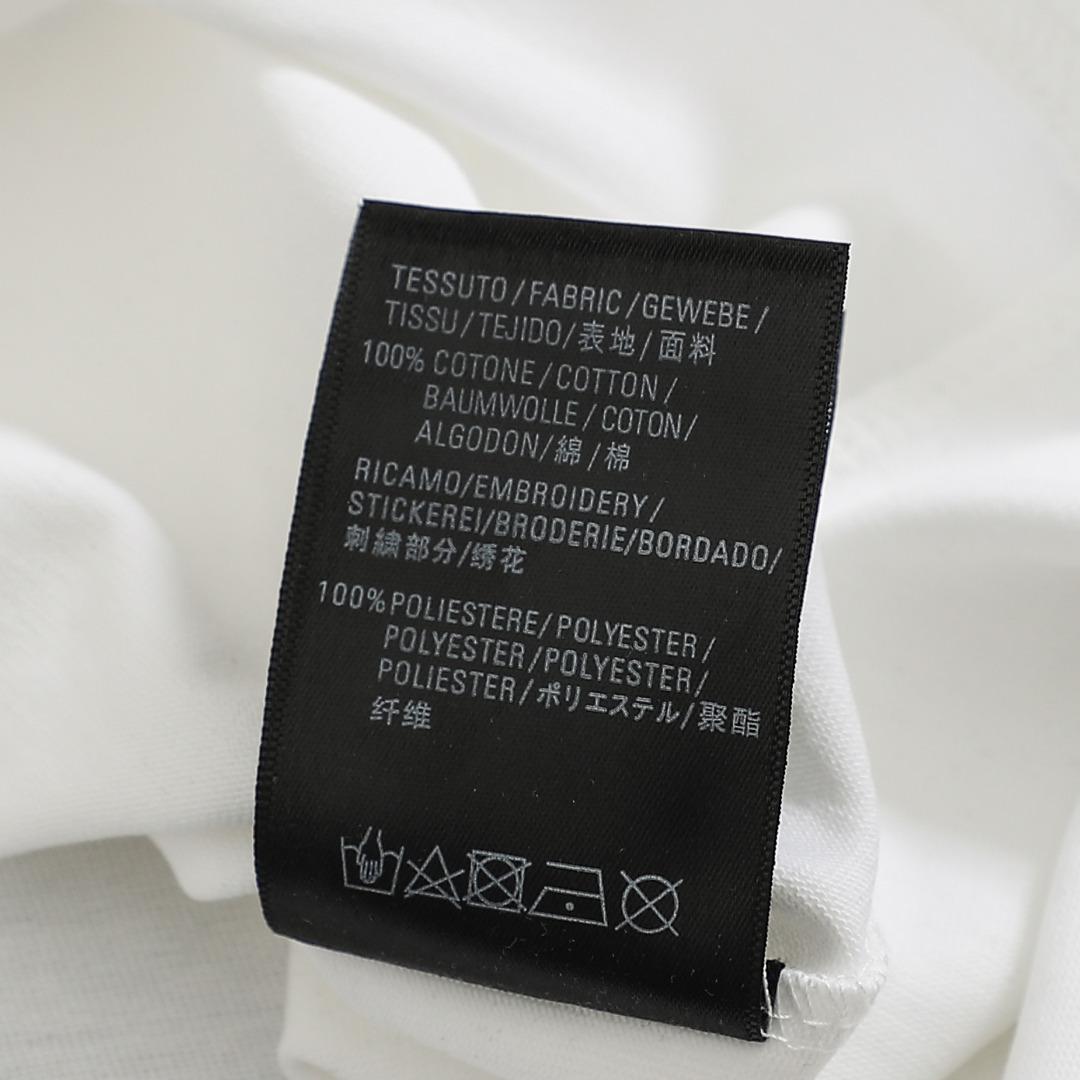 TESSUTO/FABRIC/GEWEBE/
TISSU/TEJIDO/表地/面料
100% COTONE/COTTON/
BAUMWOLLE/COTON/
ALGODON/綿/棉
RICAMO/EMBROIDERY/
STICKEREI/BRODERIE/BORDADO/
刺繍部分/绣花
100% POLIESTERE/POLYESTER/
POLYESTER/POLYESTER/
POLIESTER/ポリエステル/聚酯
纤维